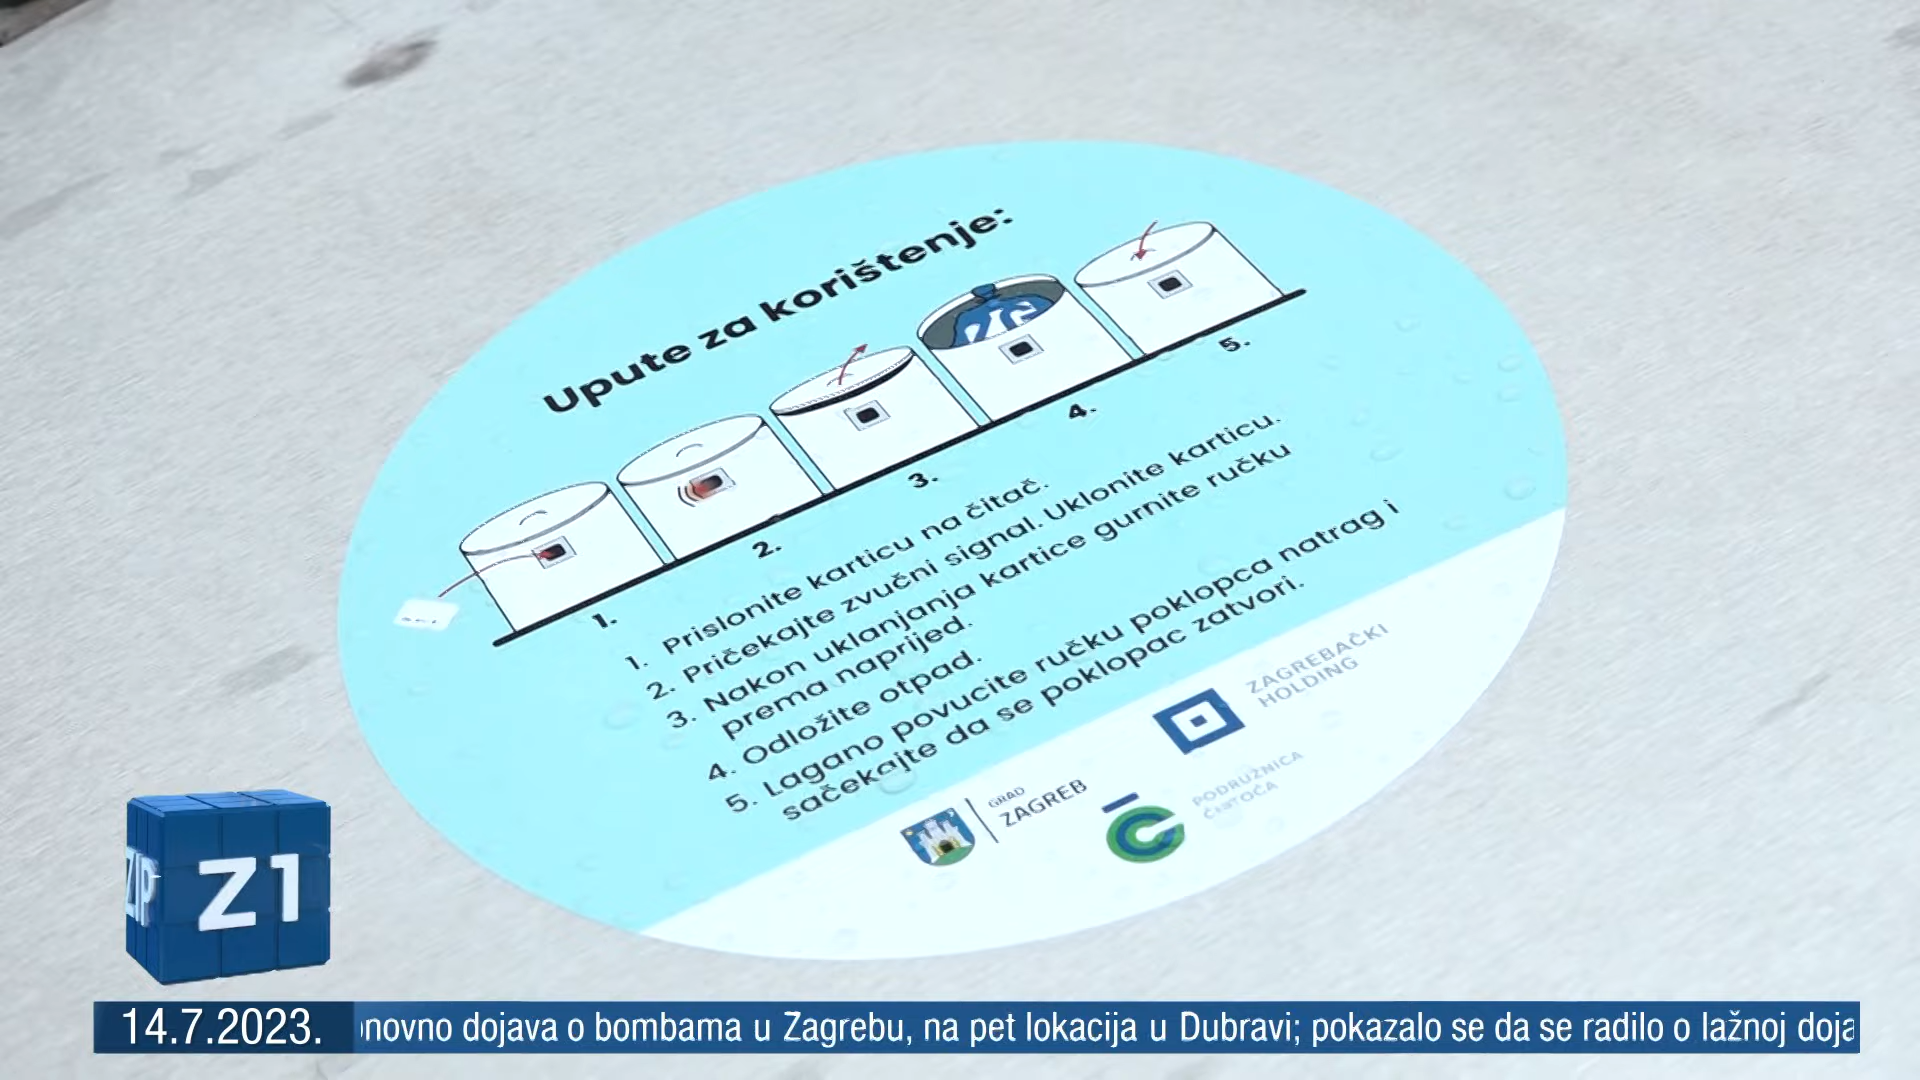 Upute za korištenje:
1.
2.
3.
4.
5.
1. Prislonite karticu na čitač.
2. Pričekajte zvučni signal. Uklonite karticu.
3. Nakon uklanjanja kartice gurnite ručku
prema naprijed.
4. Odložite otpad.
5. Lagano povucite ručku poklopca natrag i
sačekajte da se poklopac zatvori.
ZAGREBAČKI
HOLDING
GRAD
ZAGREB
PODRUŽNICA
ČISTOĆA
ZIP
Z1
14.7.2023.
dojava o bombama u Zagrebu, na pet lokacija u Dubravi; pokazalo se da se radilo o lažnoj